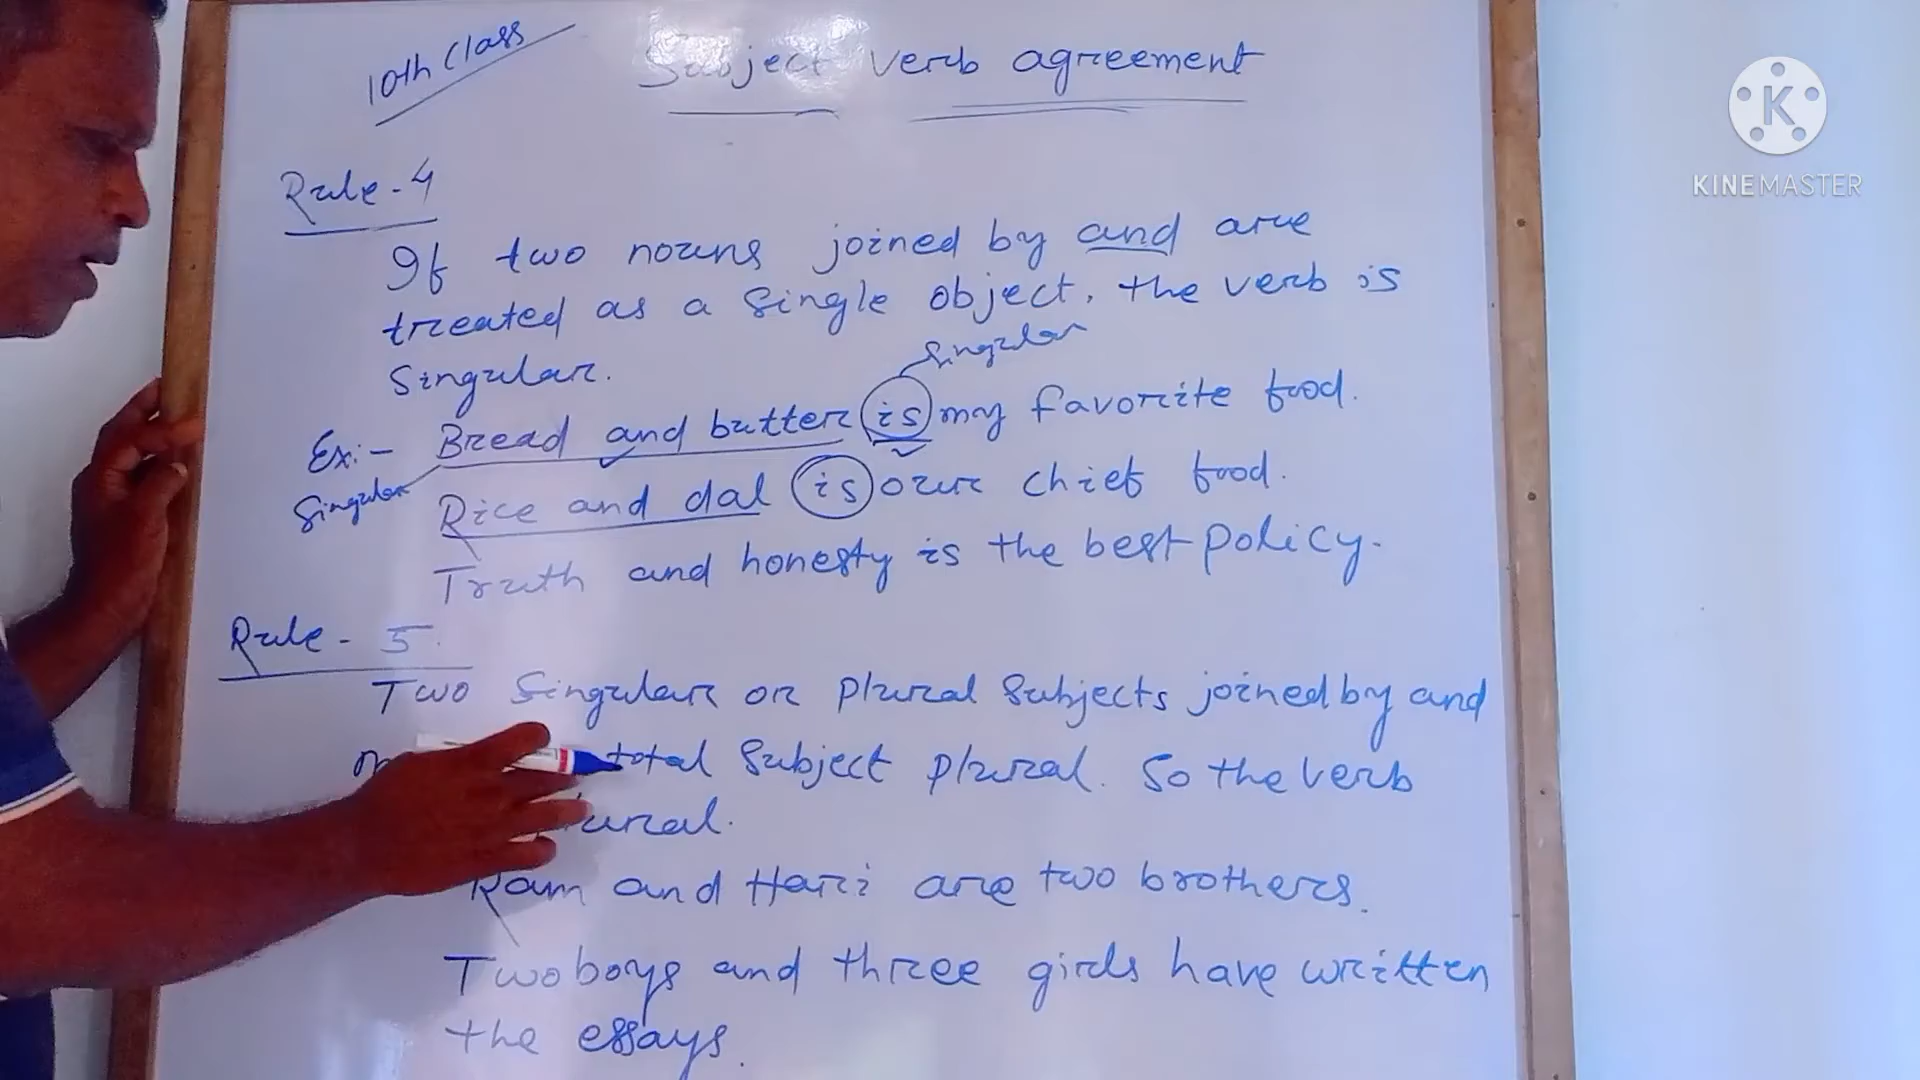 10th Class
Subject verb agreement
Rule-4
If two nouns joined by and are
treated as a single object, the verb is
singular.
Singular
Ex:- Bread and butter is my favorite food.
Singular
Rice and dal is our chief food.
Truth and honesty is the best policy.
Rule-5.
Two singular or plural subjects joined by and
total subject plural. So the verb
Ram and Hari are two brothers.
Two boys and three girls have written
the essays.
KINEMASTER